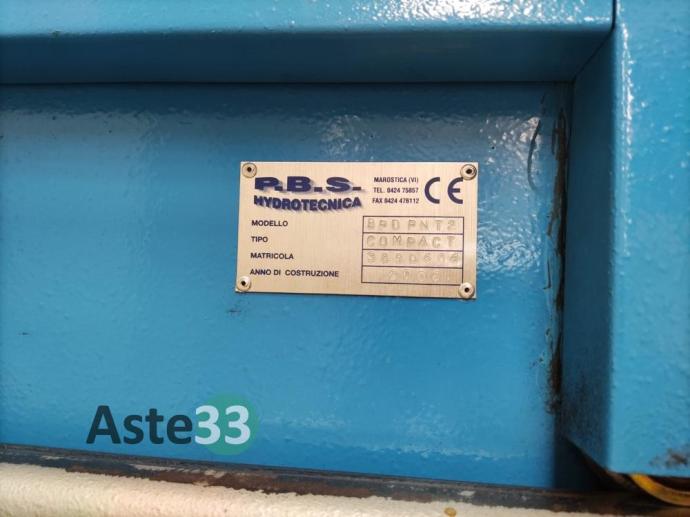 P.B.S.
HYDROTECNICA
MAROSTICA (VI)
TEL. 0424 75857
FAX 0424 476112
CE
MODELLO
TIPO COMPACT
MATRICOLA
ANNO DI COSTRUZIONE
Aste33